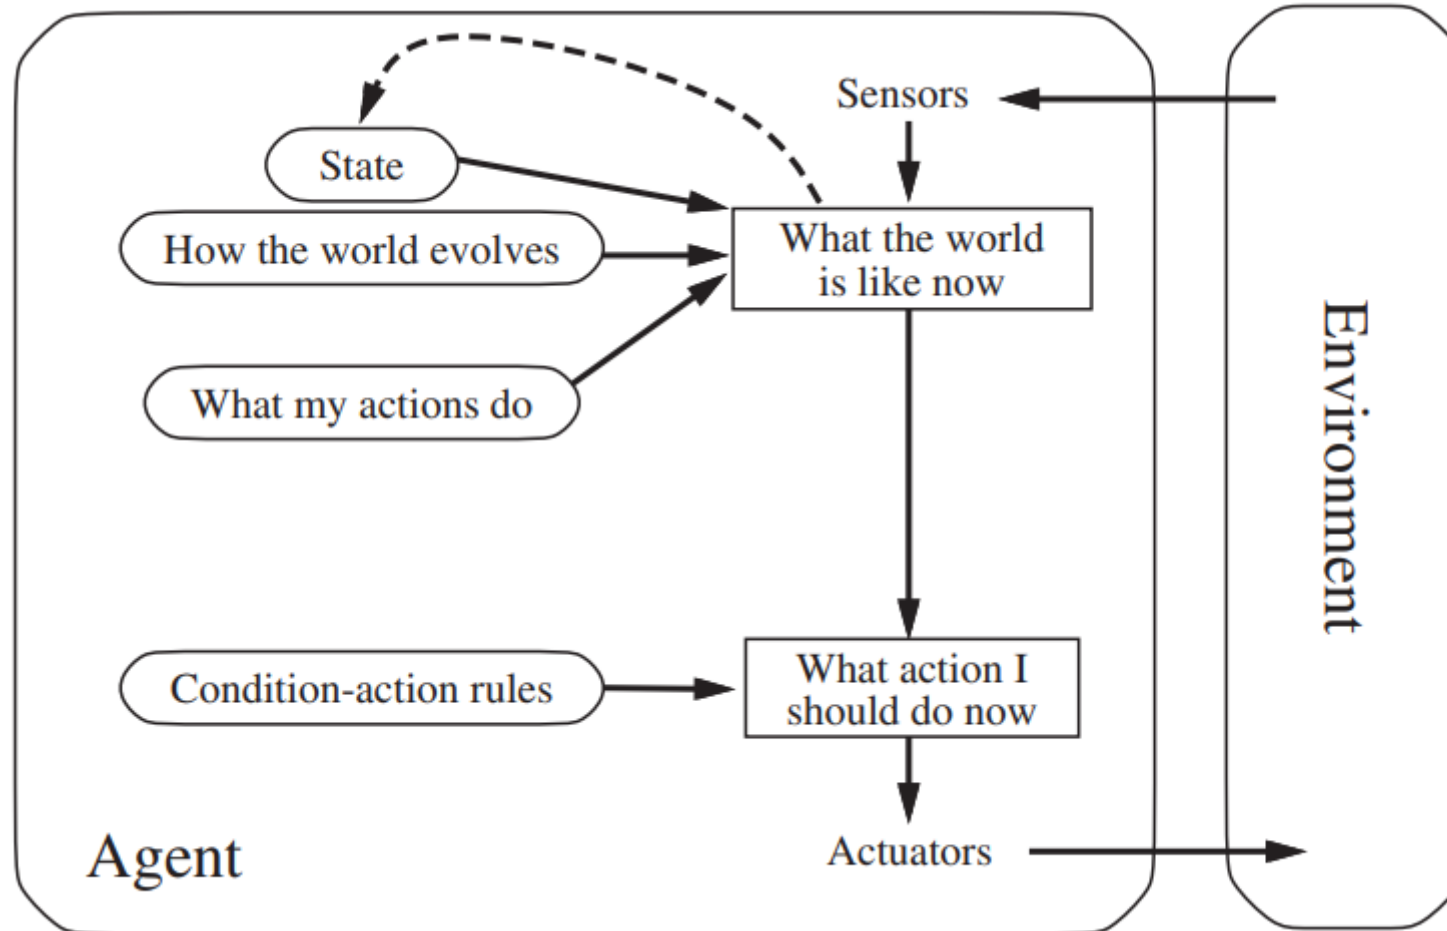 Sensors
State
What the world
is like now
How the world evolves
What my actions do
Environment
Condition-action rules
What action I
should do now
Agent
Actuators